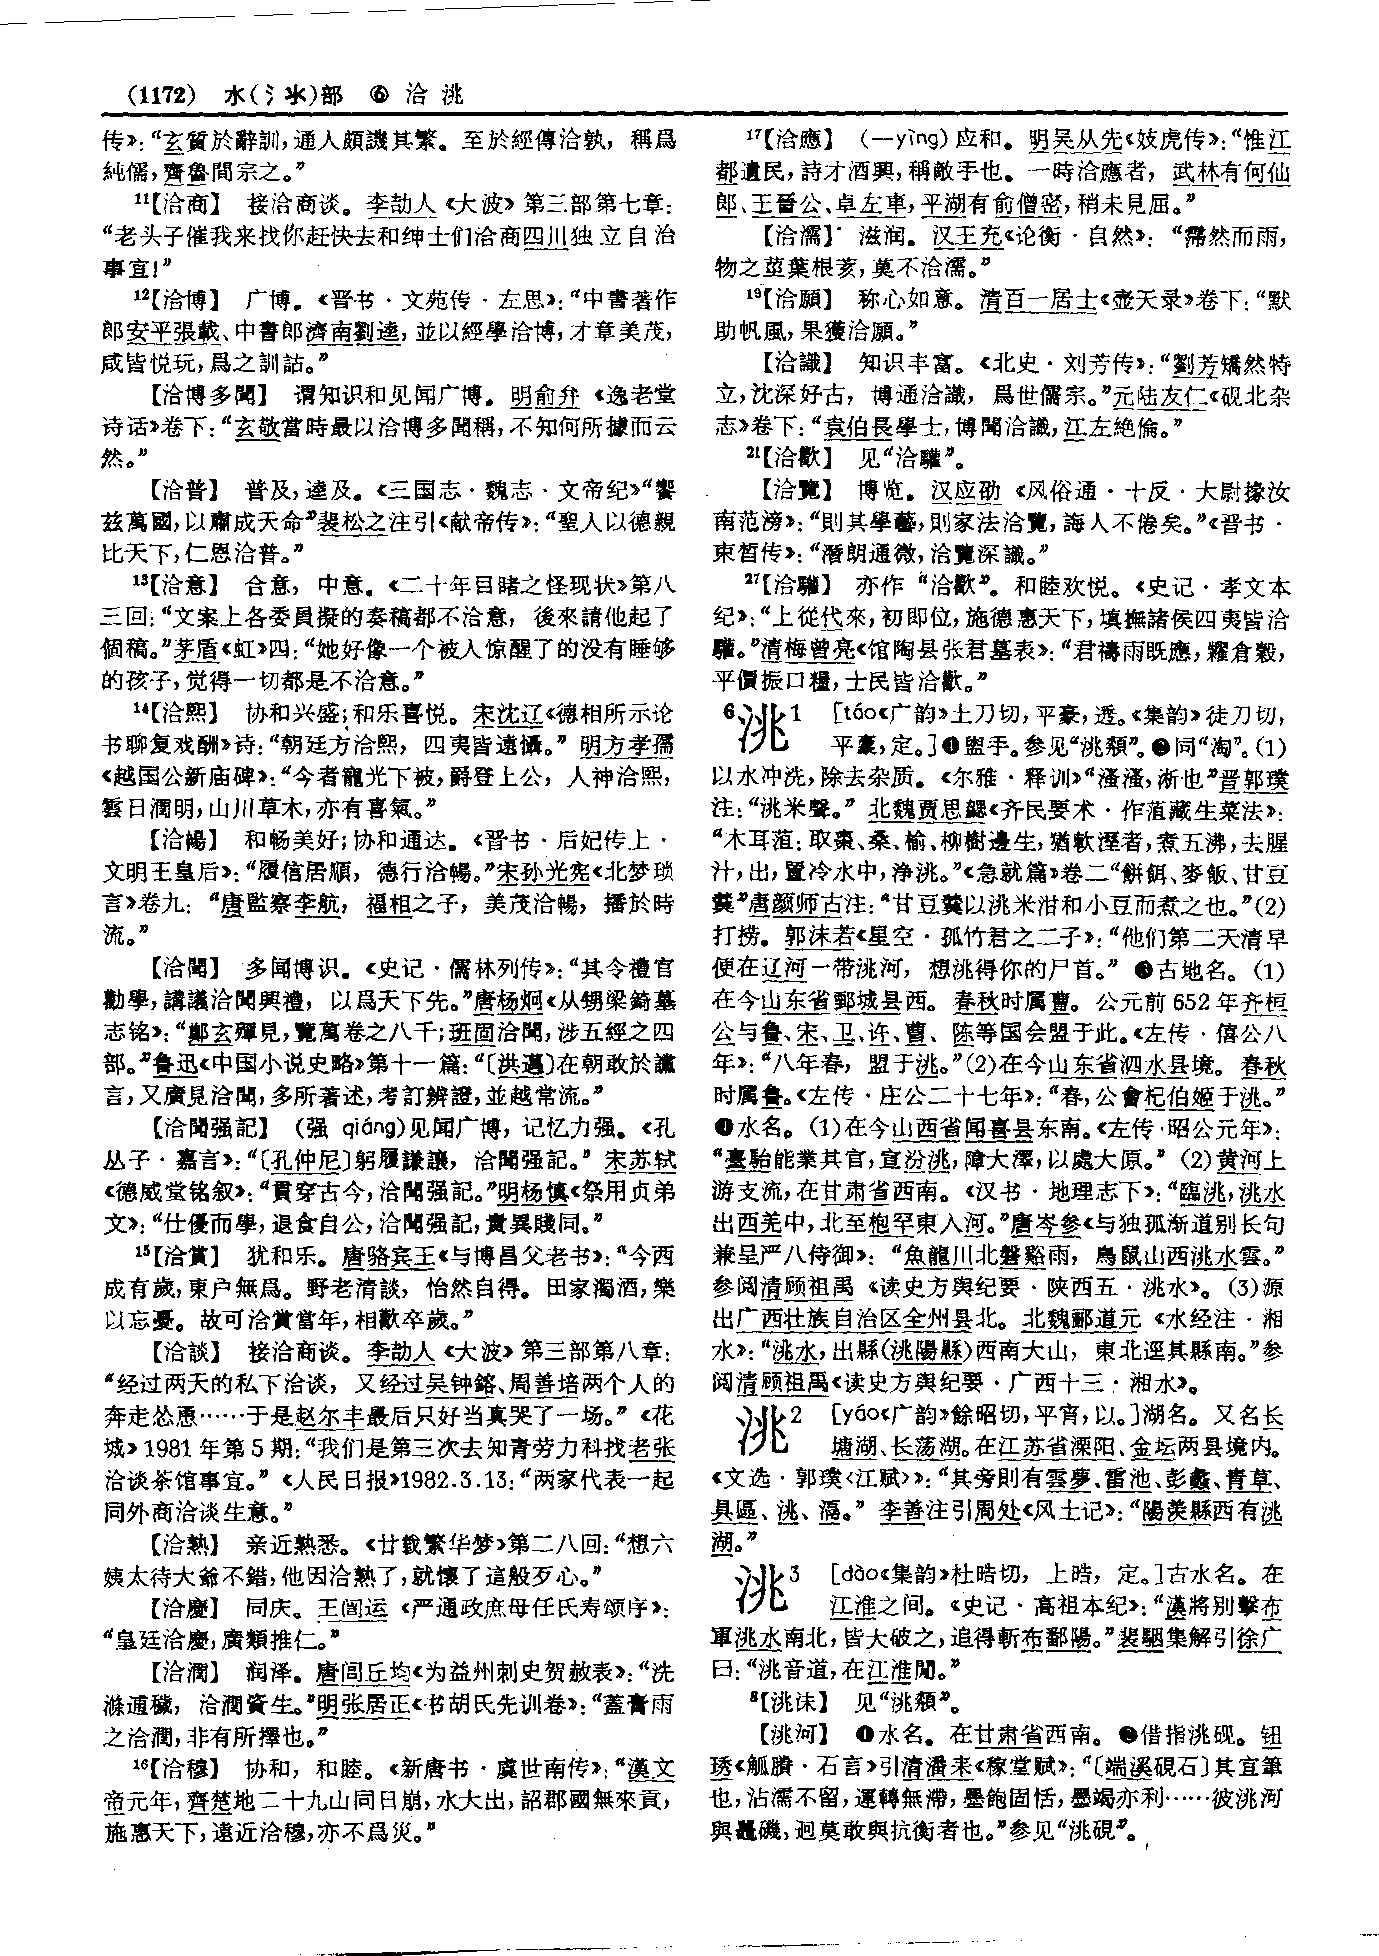 (1172) 水(氵氺)部 ⑥ 洽 洮
传》：“玄質於辭訓，通人頗譏其繁。至於經傳洽孰，稱爲
純儒，齊魯間宗之。”
11【洽商】 接洽商谈。李劼人《大波》第三部第七章：
“老头子催我来找你赶快去和绅士们洽商四川独立自治
事宜！”
12【洽博】 广博。《晋书·文苑传·左思》：“中書著作
郎安平張載、中書郎濟南劉逵，並以經學洽博，才章美茂，
咸皆悦玩，爲之訓詁。”
【洽博多聞】 谓知识和见闻广博。明俞弁《逸老堂
诗话》卷下：“玄敬當時最以洽博多聞稱，不知何所據而云
然。”
【洽普】 普及，遍及。《三国志·魏志·文帝纪》“饗
兹萬國，以肅成天命”裴松之注引《献帝传》：“聖人以德親
比天下，仁恩洽普。”
13【洽意】 合意，中意。《二十年目睹之怪现状》第八
三回：“文案上各委員擬的奏稿都不洽意，後來請他起了
個稿。”茅盾《虹》四：“她好像一个被人惊醒了的没有睡够
的孩子，觉得一切都是不洽意。”
14【洽熙】 协和兴盛；和乐喜悦。宋沈辽《德相所示论
书聊复戏酬》诗：“朝廷方洽熙，四夷皆遠懾。”明方孝孺
《越国公新庙碑》：“今者寵光下被，爵登上公，人神洽熙，
雲日潤明，山川草木，亦有喜氣。”
【洽暢】 和畅美好；协和通达。《晋书·后妃传上·
文明王皇后》：“履信居順，德行洽暢。”宋孙光宪《北梦琐
言》卷九：“唐監察李航，福相之子，美茂洽暢，播於時
流。”
【洽聞】 多闻博识。《史记·儒林列传》：“其令禮官
勸學，講議洽聞興禮，以爲天下先。”唐杨炯《从甥梁錡墓
志铭》：“鄭玄殫見，覽萬卷之八千；班固洽聞，涉五經之四
部。”鲁迅《中国小说史略》第十一篇：“〔洪邁〕在朝敢於讜
言，又廣見洽聞，多所著述，考訂辨證，並越常流。”
【洽聞强記】 (强 qiáng)见闻广博，记忆力强。《孔
丛子·嘉言》：“〔孔仲尼〕躬履謙讓，洽聞强記。”宋苏轼
《德威堂铭叙》：“貫穿古今，洽聞强記。”明杨慎《祭用贞弟
文》：“仕優而學，退食自公，洽聞强記，貴異賤同。”
15【洽賞】 犹和乐。唐骆宾王《与博昌父老书》：“今西
成有歲，東户無爲。野老清談，怡然自得。田家濁酒，樂
以忘憂。故可洽賞當年，相歡卒歲。”
【洽談】 接洽商谈。李劼人《大波》第三部第八章：
“经过两天的私下洽谈，又经过吴钟鎔、周善培两个人的
奔走怂恿……于是赵尔丰最后只好当真哭了一场。”《花
城》1981年第5期：“我们是第三次去知青劳力科找老张
洽谈茶馆事宜。”《人民日报》1982.3.13：“两家代表一起
同外商洽谈生意。”
【洽熟】 亲近熟悉。《廿载繁华梦》第二八回：“想六
姨太待大爺不錯，他因洽熟了，就懷了這般歹心。”
【洽慶】 同庆。王闿运《严通政庶母任氏寿颂序》：
“皇廷洽慶，廣類推仁。”
【洽潤】 润泽。唐闾丘均《为益州刺史贺赦表》：“洗
滌通穢，洽潤資生。”明张居正《书胡氏先训卷》：“蓋膏雨
之洽潤，非有所擇也。”
16【洽穆】 协和，和睦。《新唐书·虞世南传》：“漢文
帝元年，齊楚地二十九山同日崩，水大出，詔郡國無來貢，
施惠天下，遠近洽穆，亦不爲災。”
17【洽應】 (—yìng)应和。明吴从先《妓虎传》：“惟江
都遺民，詩才酒興，稱敵手也。一時洽應者，武林有何仙
郎、王晉公、卓左車，平湖有俞僧密，稍未見屈。”
【洽濡】 滋润。汉王充《论衡·自然》：“霈然而雨，
物之莖葉根荄，莫不洽濡。”
19【洽願】 称心如意。清百一居士《壶天录》卷下：“默
助帆風，果獲洽願。”
【洽識】 知识丰富。《北史·刘芳传》：“劉芳矯然特
立，沈深好古，博通洽識，爲世儒宗。”元陆友仁《砚北杂
志》卷下：“袁伯長學士，博聞洽識，江左絶倫。”
21【洽歡】 见“洽驩”。
【洽覽】 博览。汉应劭《风俗通·十反·太尉掾汝
南范滂》：“則其學藝，則家法洽覽，誨人不倦矣。”《晋书·
束晳传》：“潛朗通微，洽覽深識。”
27【洽驩】 亦作“洽歡”。和睦欢悦。《史记·孝文本
纪》：“上從代來，初即位，施德惠天下，填撫諸侯四夷皆洽
驩。”清梅曾亮《馆陶县张君墓表》：“君禱雨既應，糶倉穀，
平價振口糧，士民皆洽歡。”
6洮1 [táo《广韵》土刀切，平豪，透。《集韵》徒刀切，
平豪，定。]❶盥手。参见“洮頮”。❷同“淘”。(1)
以水冲洗，除去杂质。《尔雅·释训》“溞溞，淅也”晋郭璞
注：“洮米聲。”北魏贾思勰《齐民要术·作菹藏生菜法》：
“木耳菹：取棗、桑、榆、柳樹邊生，猶軟溼者，煮五沸，去腥
汁，出，置冷水中，净洮。”《急就篇》卷二“餅餌、麥飯、甘豆
羹”唐颜师古注：“甘豆羹以洮米泔和小豆而煮之也。”(2)
打捞。郭沫若《星空·孤竹君之二子》：“他们第二天清早
便在辽河一带洮河，想洮得你的尸首。”❸古地名。(1)
在今山东省鄄城县西。春秋时属曹。公元前652年齐桓
公与鲁、宋、卫、许、曹、陈等国会盟于此。《左传·僖公八
年》：“八年春，盟于洮。”(2)在今山东省泗水县境。春秋
时属鲁。《左传·庄公二十七年》：“春，公會杞伯姬于洮。”
❹水名。(1)在今山西省闻喜县东南。《左传·昭公元年》：
“臺駘能業其官，宣汾洮，障大澤，以處大原。”(2)黄河上
游支流，在甘肃省西南。《汉书·地理志下》：“臨洮，洮水
出西羌中，北至枹罕東入河。”唐岑参《与独孤渐道别长句
兼呈严八侍御》：“魚龍川北磐谿雨，鳥鼠山西洮水雲。”
参阅清顾祖禹《读史方舆纪要·陕西五·洮水》。(3)源
出广西壮族自治区全州县北。北魏郦道元《水经注·湘
水》：“洮水，出縣(洮陽縣)西南大山，東北逕其縣南。”参
阅清顾祖禹《读史方舆纪要·广西十三·湘水》。
洮2 [yáo《广韵》餘昭切，平宵，以。]湖名。又名长
塘湖、长荡湖。在江苏省溧阳、金坛两县境内。
《文选·郭璞〈江赋〉》：“其旁則有雲夢、雷池、彭蠡、青草、
具區、洮、滆。”李善注引周处《风土记》：“陽羨縣西有洮
湖。”
洮3 [dào《集韵》杜晧切，上晧，定。]古水名。在
江淮之间。《史记·高祖本纪》：“漢將别擊布
軍洮水南北，皆大破之，追得斬布鄱陽。”裴駰集解引徐广
曰：“洮音道，在江淮間。”
8【洮沬】 见“洮頮”。
【洮河】 ❶水名。在甘肃省西南。❷借指洮砚。钮
琇《觚賸·石言》引清潘耒《稼堂赋》：“〔端溪硯石〕其宜筆
也，沾濡不留，運轉無滯，墨飽固恬，墨竭亦利……彼洮河
與龗磯，迥莫敢與抗衡者也。”参见“洮硯”。